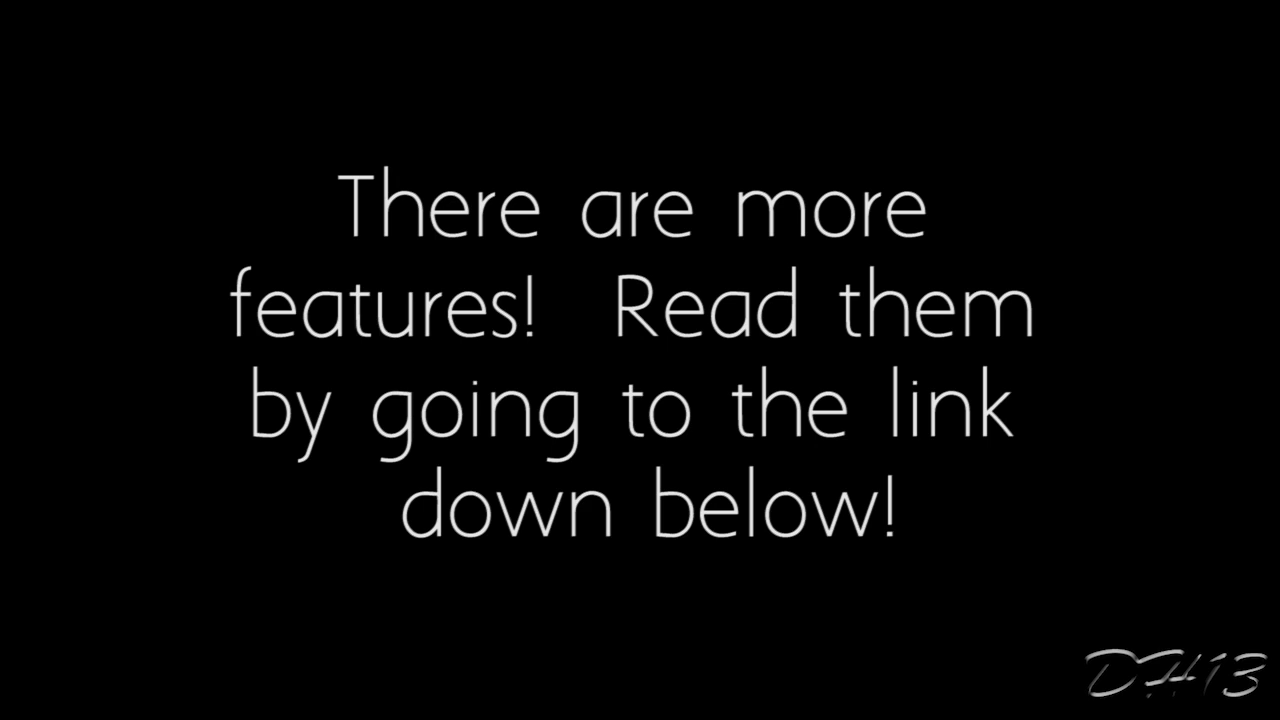 There are more
features!  Read them
by going to the link
down below!
DH13